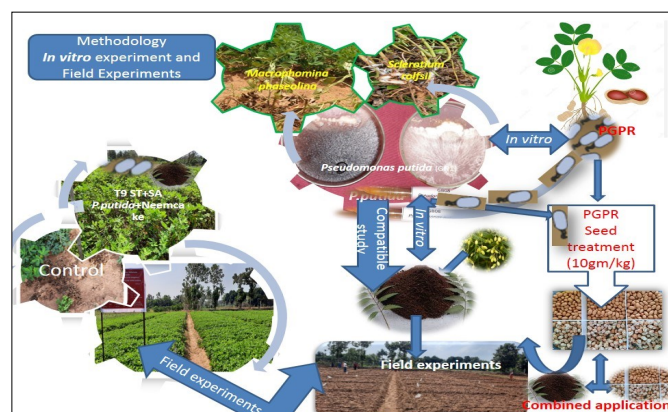 Methodology
In vitro experiment and
Field Experiments
Macrophomina
phaseolina
Sclerotium
rolfsii
In vitro
PGPR
Pseudomonas putida
P.putida
T9 ST+SA
P.putida+Neemca
ke
Control
Compatible
study
In vitro
PGPR
Seed
treatment
(10gm/kg)
Field experiments
Field experiments
Combined application